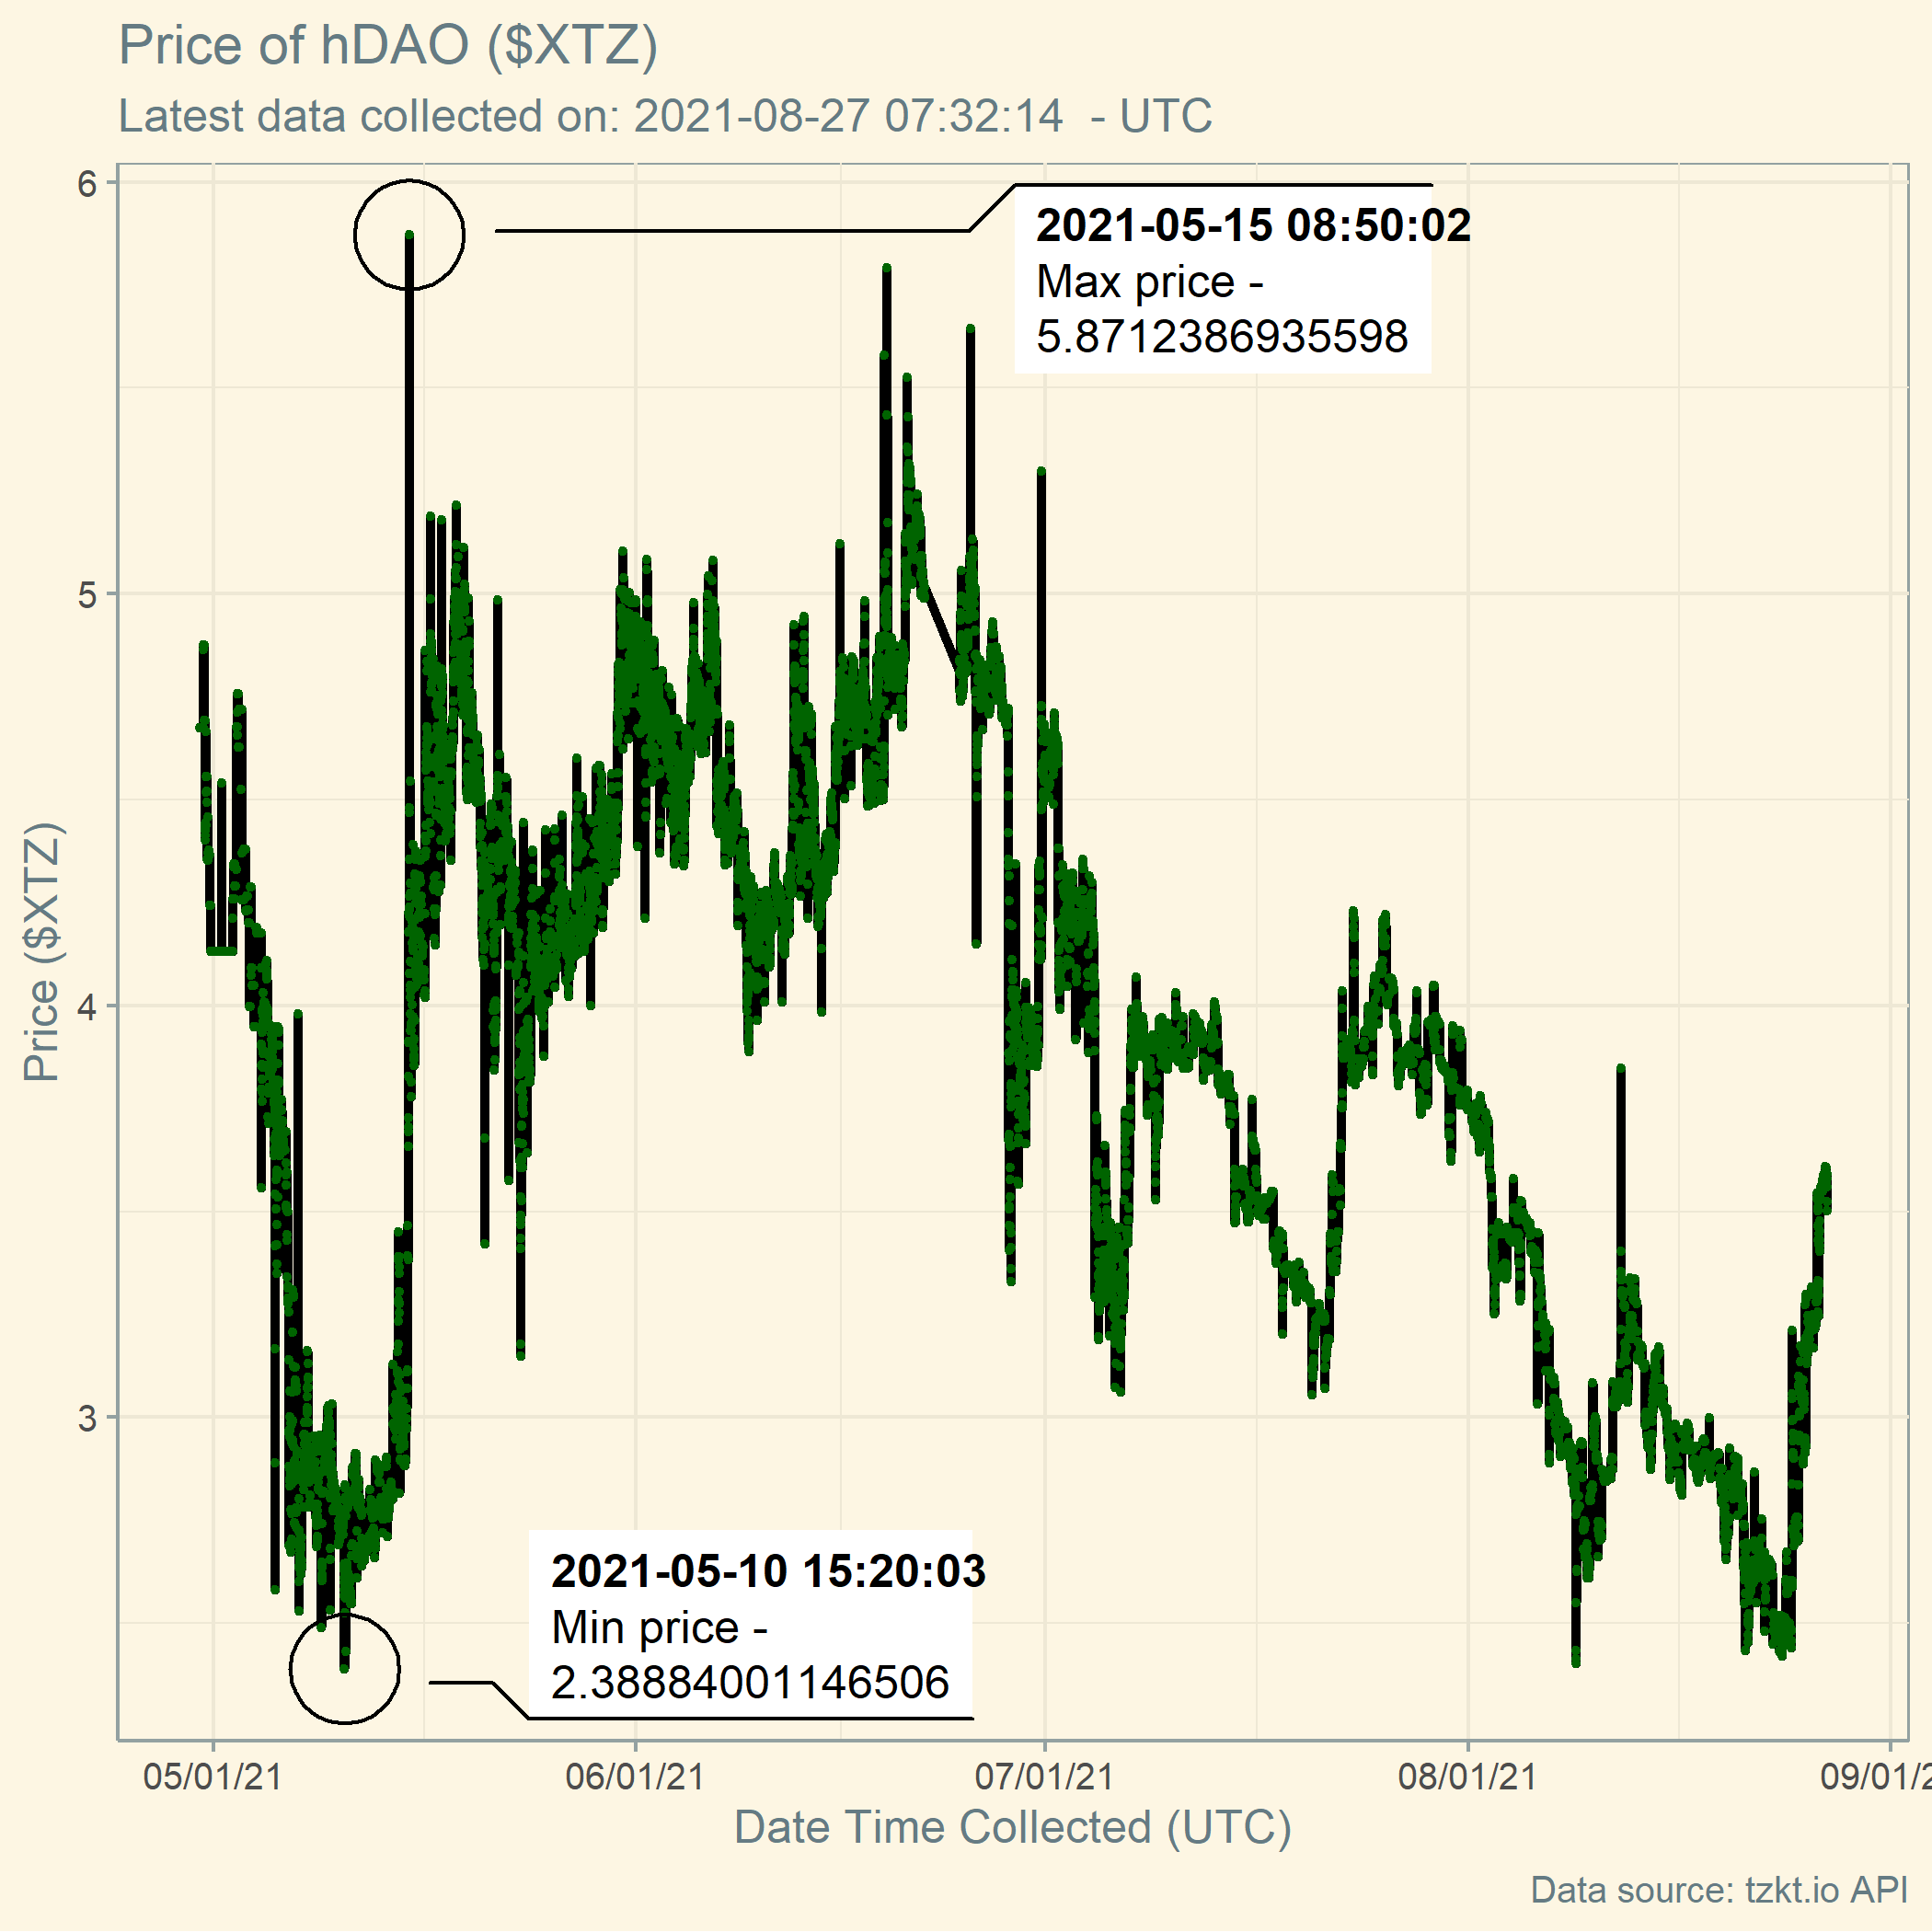 Price of hDAO ($XTZ)
Latest data collected on: 2021-08-27 07:32:14  - UTC
6
5
4
3
Price ($XTZ)
2021-05-15 08:50:02
Max price -
5.8712386935598
2021-05-10 15:20:03
Min price -
2.38884001146506
05/01/21
06/01/21
07/01/21
08/01/21
09/01/2
Date Time Collected (UTC)
Data source: tzkt.io API